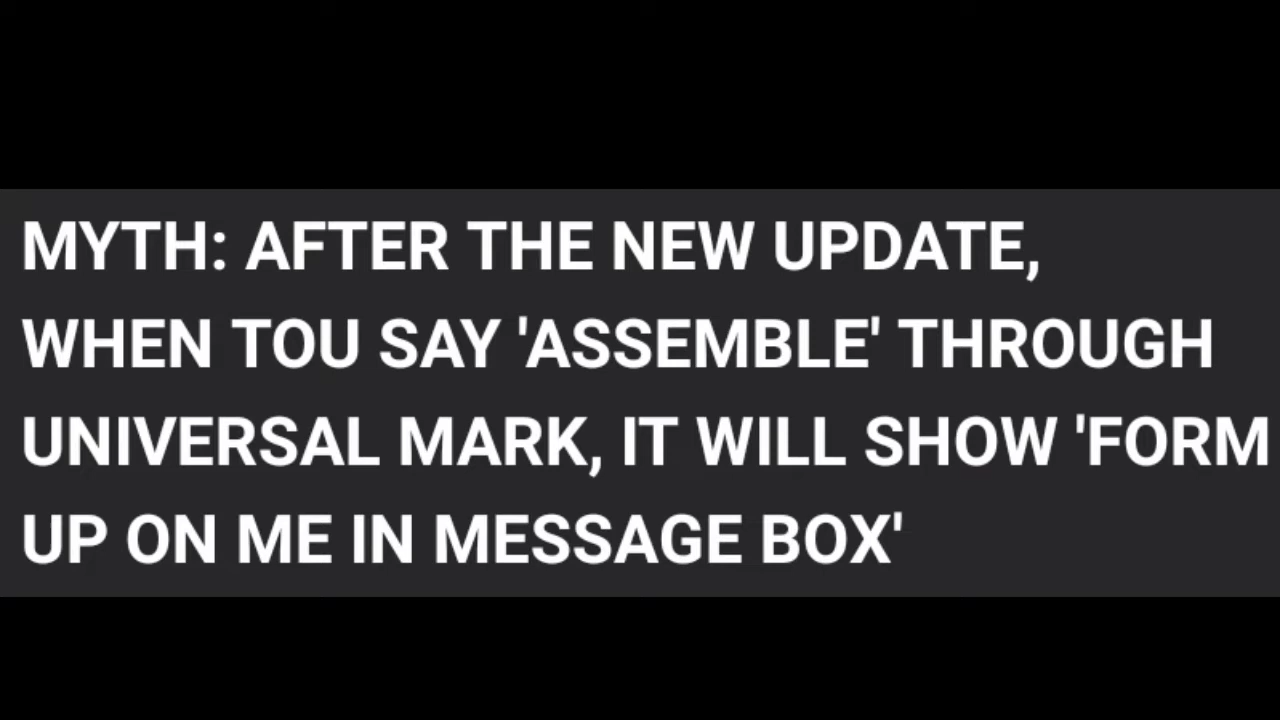 MYTH: AFTER THE NEW UPDATE,
WHEN TOU SAY 'ASSEMBLE' THROUGH
UNIVERSAL MARK, IT WILL SHOW 'FORM
UP ON ME IN MESSAGE BOX'